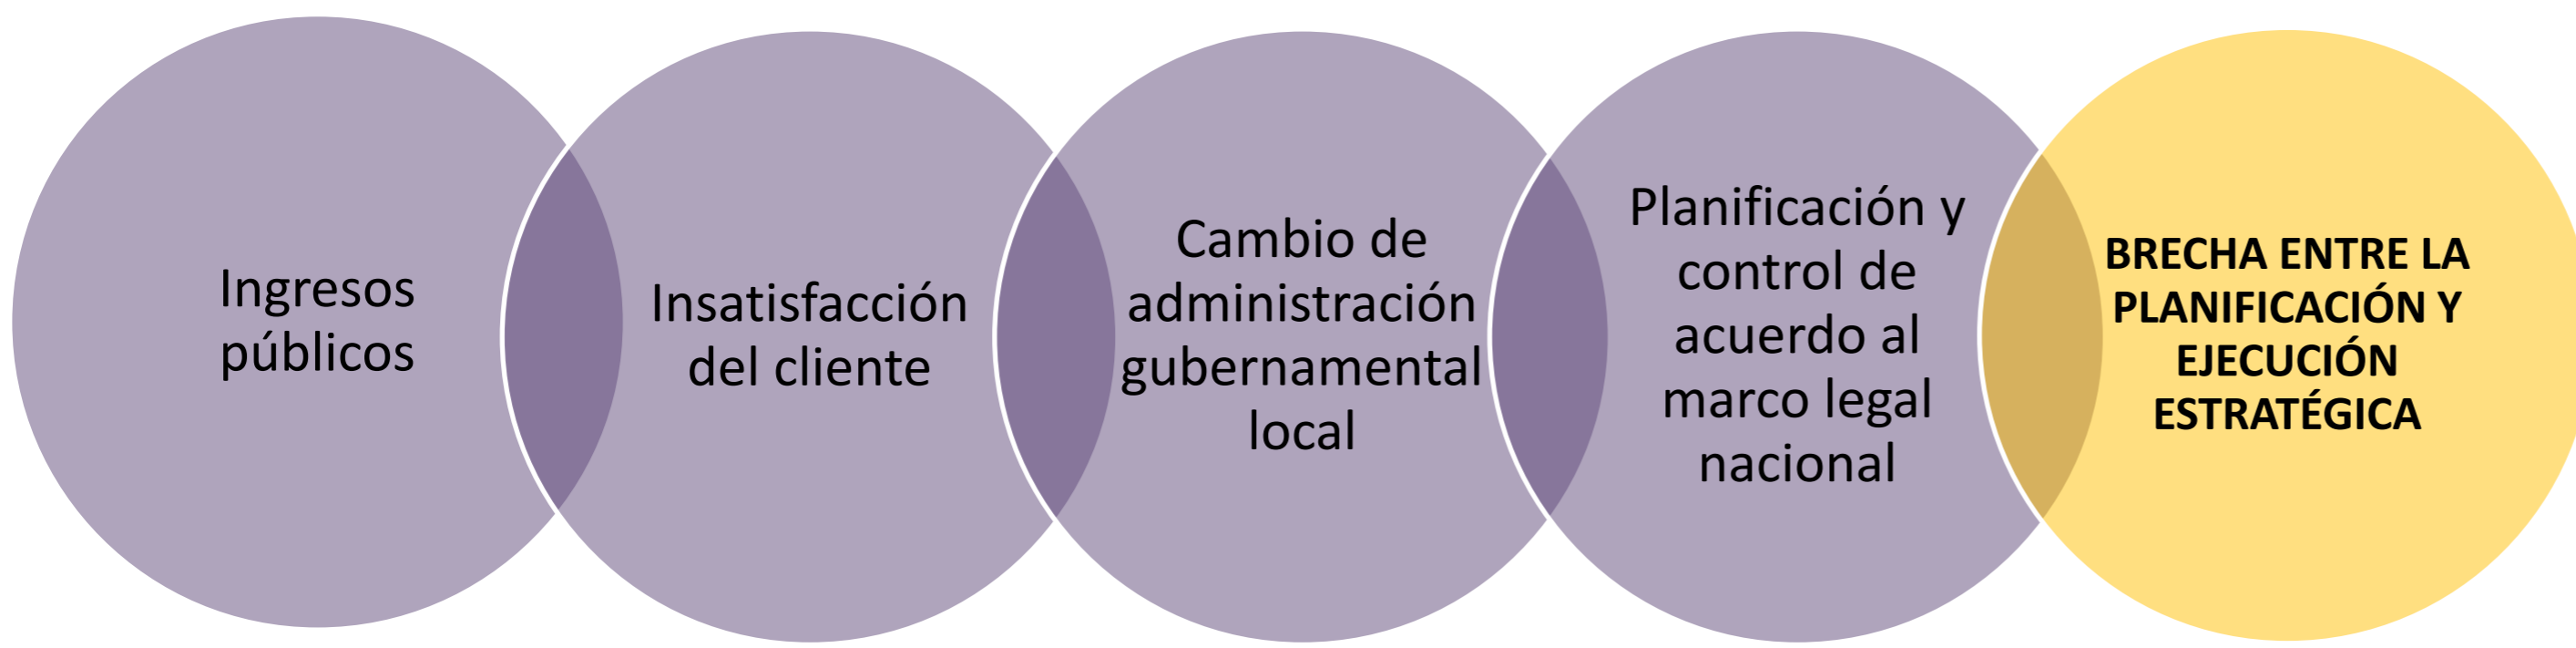 Ingresos
públicos
Insatisfacción
del cliente
Cambio de
administración
gubernamental
local
Planificación y
control de
acuerdo al
marco legal
nacional
BRECHA ENTRE LA
PLANIFICACIÓN Y
EJECUCIÓN
ESTRATÉGICA